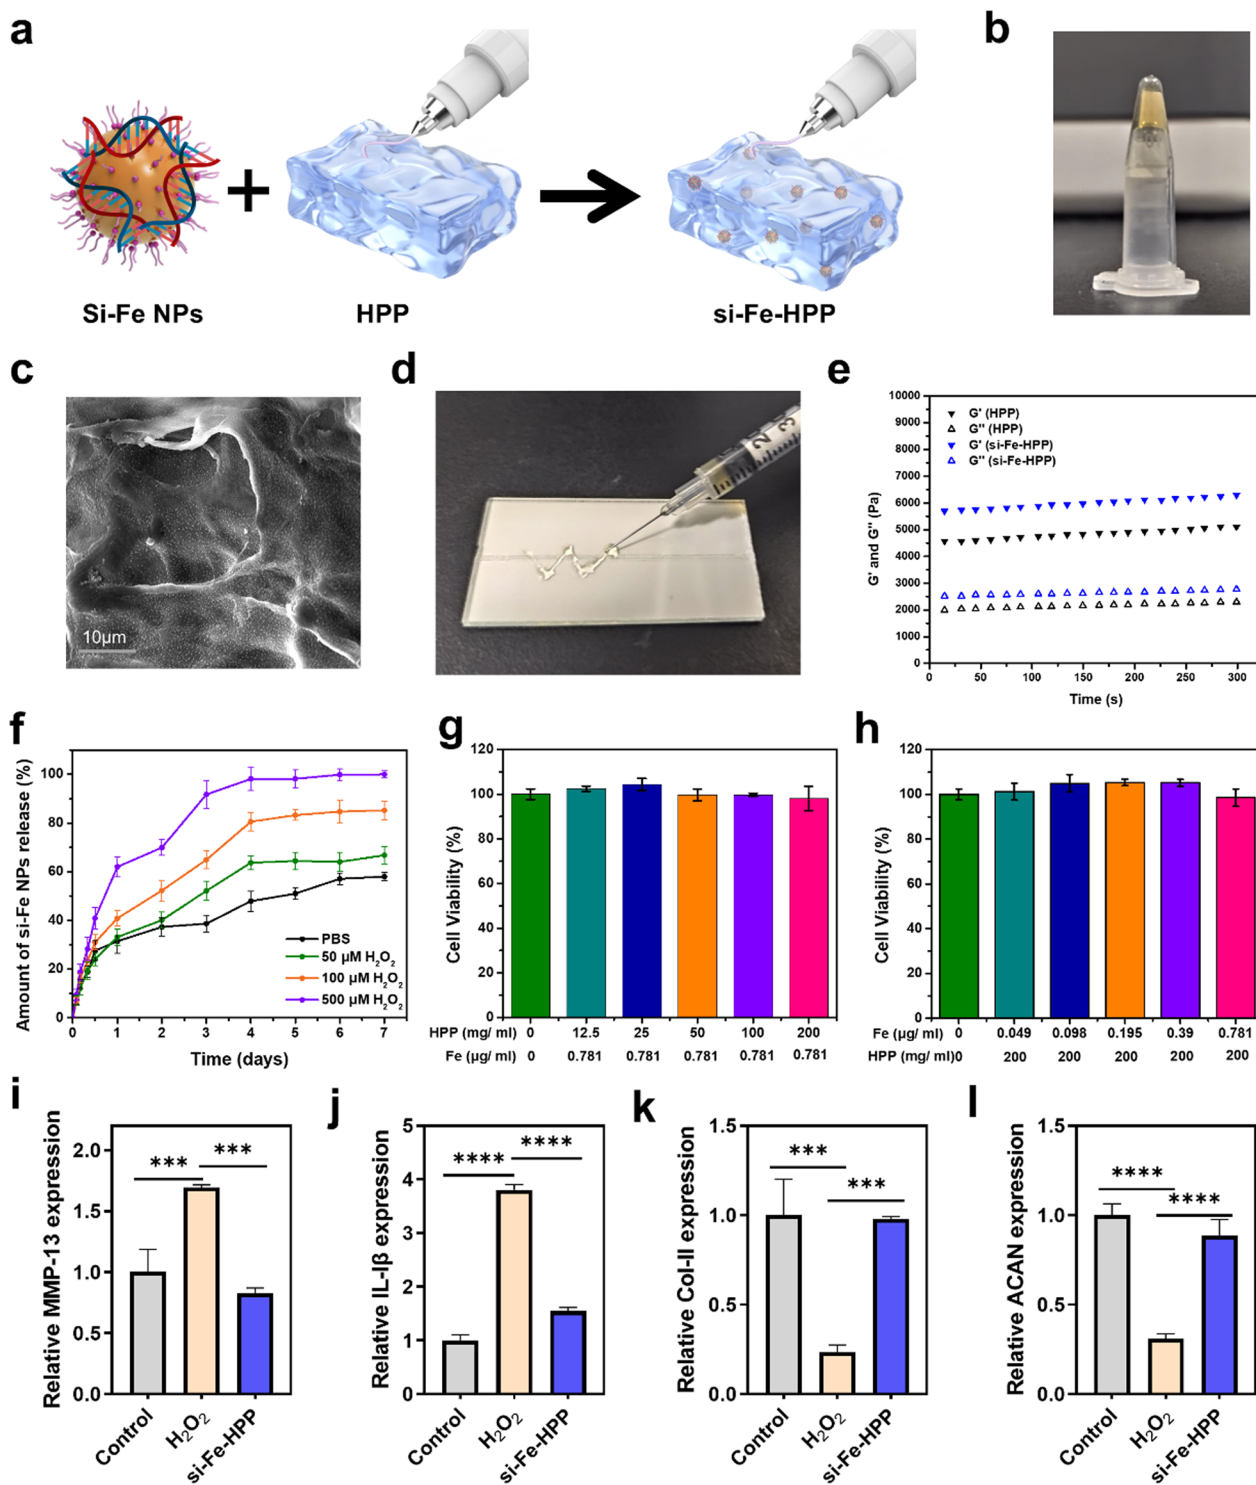 a
b
Si-Fe NPs
HPP
si-Fe-HPP
c
d
e
10µm
10000
9000
8000
7000
6000
5000
4000
3000
2000
1000
0
G' and G'' (Pa)
G' (HPP)
G'' (HPP)
G' (si-Fe-HPP)
G'' (si-Fe-HPP)
0 50 100 150 200 250 300
Time (s)
f
g
h
Amount of si-Fe NPs release (%)
100
80
60
40
20
0
PBS
50 µM H₂O₂
100 µM H₂O₂
500 µM H₂O₂
0 1 2 3 4 5 6 7
Time (days)
Cell Viability (%)
120
100
80
60
40
20
0
HPP (mg/ ml) 0 12.5 25 50 100 200
Fe (µg/ ml) 0 0.781 0.781 0.781 0.781 0.781
Cell Viability (%)
120
100
80
60
40
20
0
Fe (µg/ ml) 0 0.049 0.098 0.195 0.39 0.781
HPP (mg/ ml) 0 200 200 200 200 200
i
j
k
l
Relative MMP-13 expression
2.0
1.5
1.0
0.5
0.0
*** ***
Control
H₂O₂
si-Fe-HPP
Relative IL-Iβ expression
5
4
3
2
1
0
**** ****
Control
H₂O₂
si-Fe-HPP
Relative Col-II expression
1.5
1.0
0.5
0.0
***
***
Control
H₂O₂
si-Fe-HPP
Relative ACAN expression
1.5
1.0
0.5
0.0
****
****
Control
H₂O₂
si-Fe-HPP